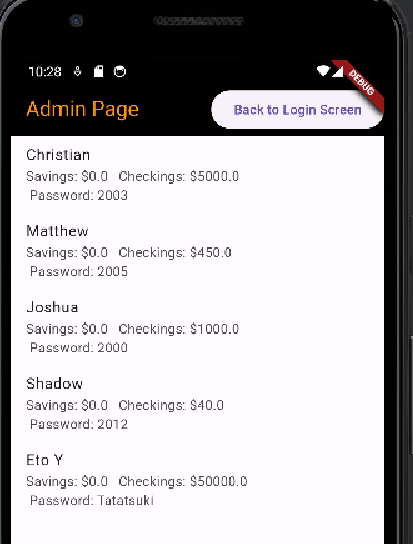 10:28
DEBUG
Admin Page
Back to Login Screen
Christian
Savings: $0.0 Checkings: $5000.0
Password: 2003
Matthew
Savings: $0.0 Checkings: $450.0
Password: 2005
Joshua
Savings: $0.0 Checkings: $1000.0
Password: 2000
Shadow
Savings: $0.0 Checkings: $40.0
Password: 2012
Eto Y
Savings: $0.0 Checkings: $50000.0
Password: Tatatsuki